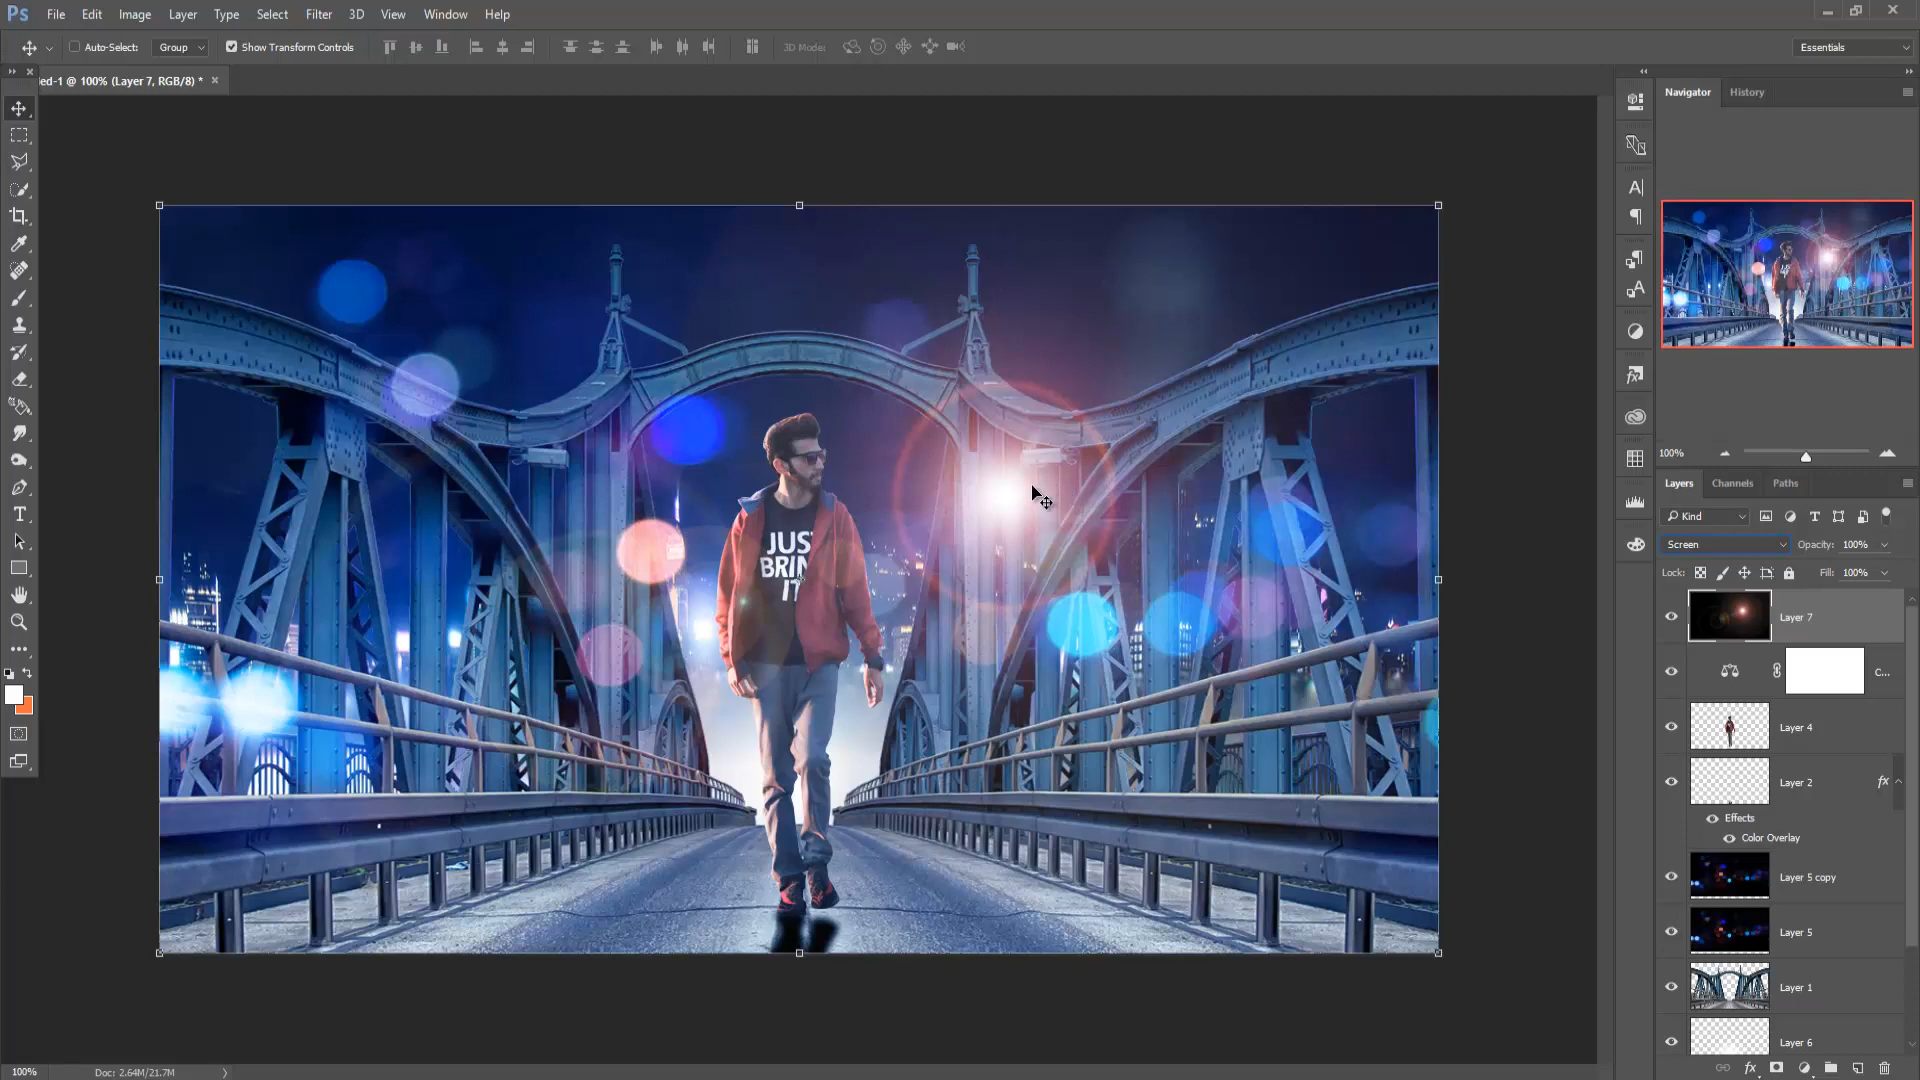 Ps File Edit Image Layer Type Select Filter 3D View Window Help
Auto-Select: Group Show Transform Controls 3D Mode: Essentials
ed-1 @ 100% (Layer 7, RGB/8) *
Navigator History
JUST
BRIN
IT
100%
Layers Channels Paths
Kind
Screen Opacity: 100%
Lock: Fill: 100%
Layer 7
C...
Layer 4
Layer 2 fx
Effects
Color Overlay
Layer 5 copy
Layer 5
Layer 1
Layer 6
100% Doc: 2.64M/21.7M